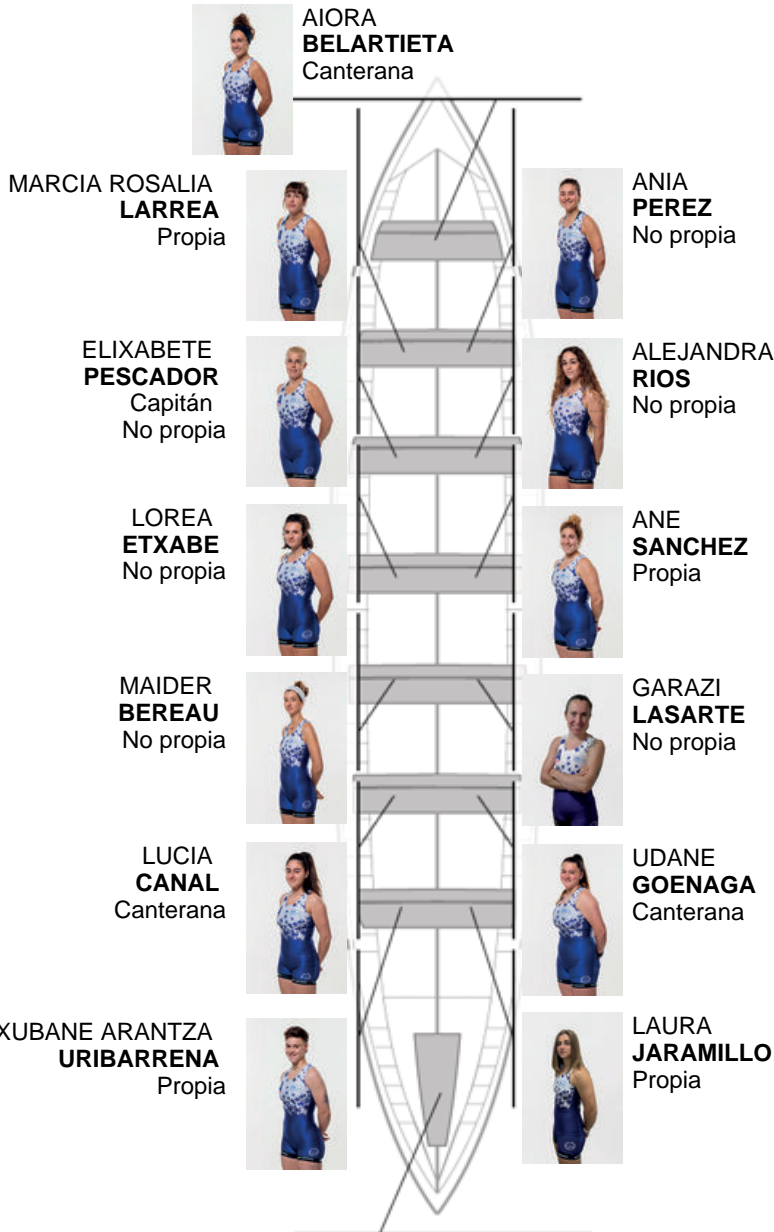 AIORA
BELARTIETA
Canterana
MARCIA ROSALIA
LARREA
Propia
ANIA
PEREZ
No propia
ELIXABETE
PESCADOR
Capitán
No propia
ALEJANDRA
RIOS
No propia
LOREA
ETXABE
No propia
ANE
SANCHEZ
Propia
MAIDER
BEREAU
No propia
GARAZI
LASARTE
No propia
LUCIA
CANAL
Canterana
UDANE
GOENAGA
Canterana
XUBANE ARANTZA
URIBARRENA
Propia
LAURA
JARAMILLO
Propia